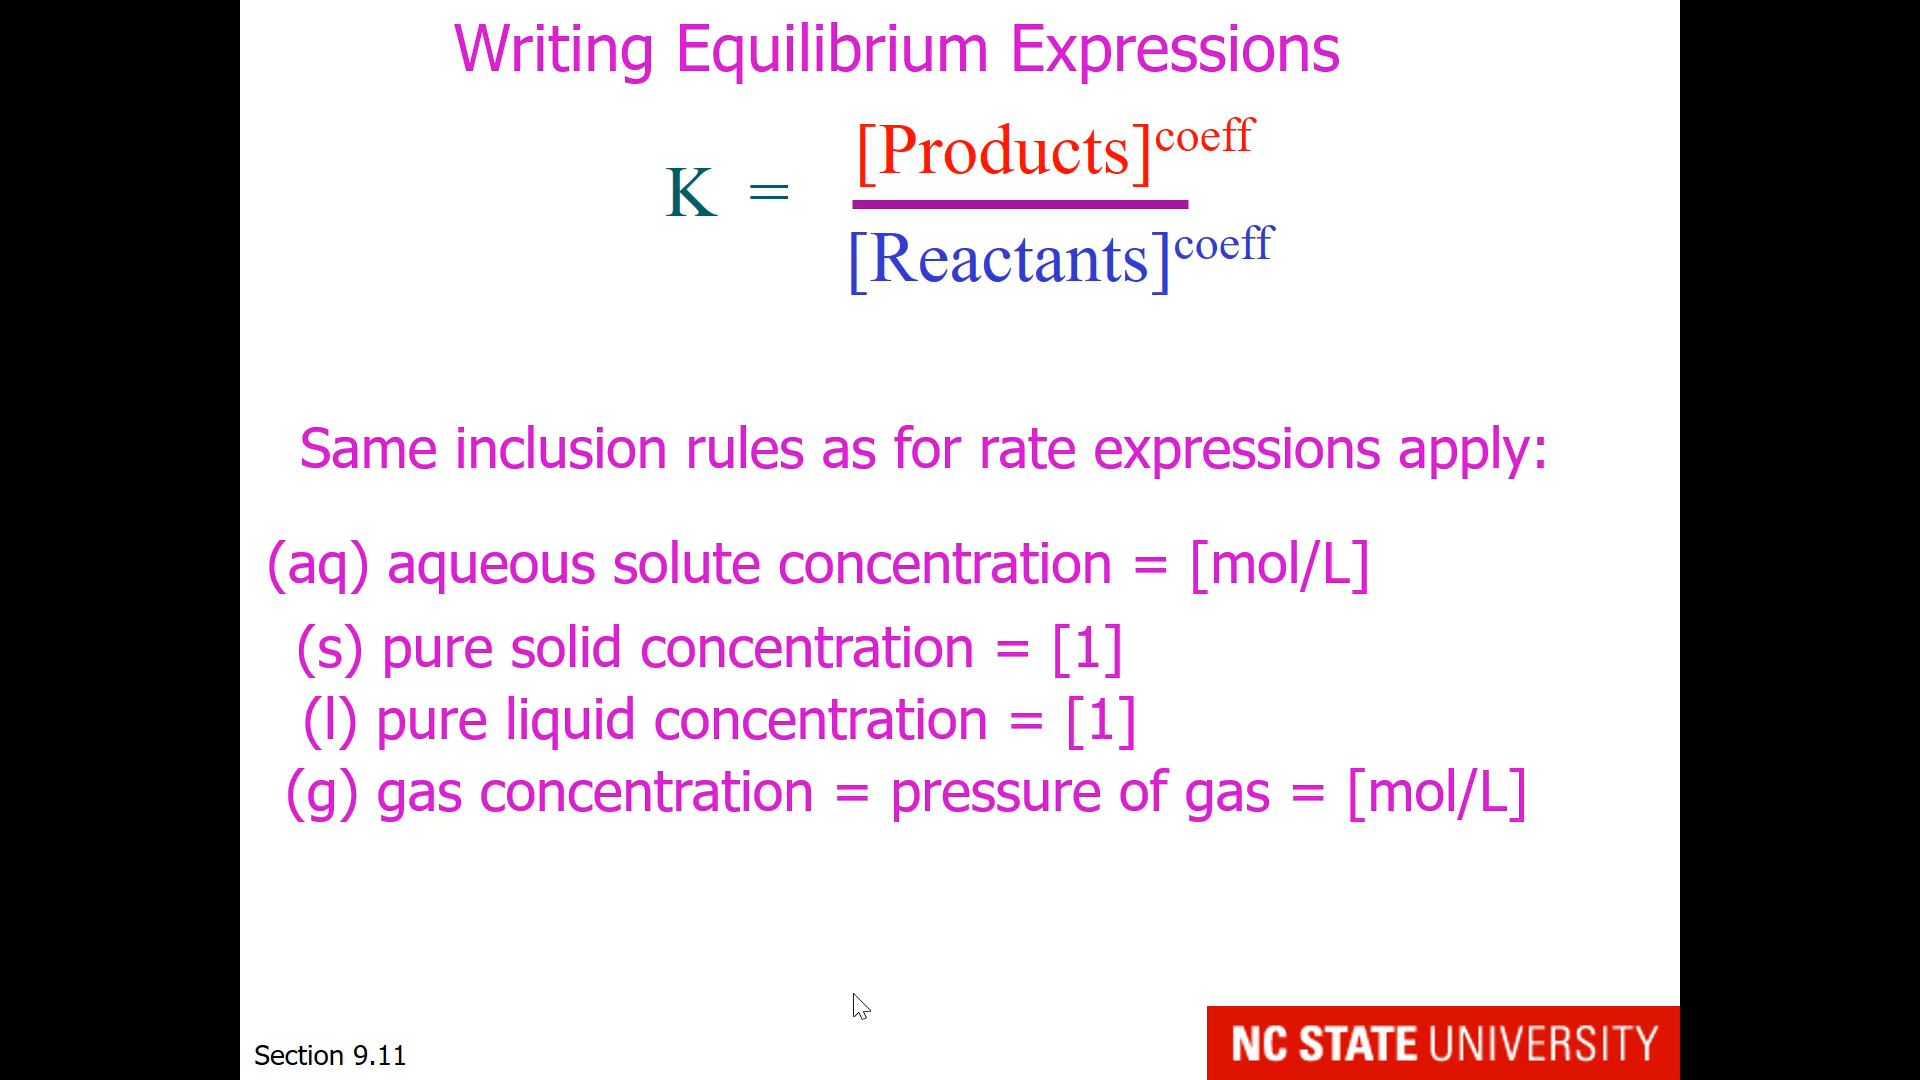 Writing Equilibrium Expressions
K = [Products]coeff
[Reactants]coeff
Same inclusion rules as for rate expressions apply:
(aq) aqueous solute concentration = [mol/L]
(s) pure solid concentration = [1]
(l) pure liquid concentration = [1]
(g) gas concentration = pressure of gas = [mol/L]
Section 9.11
NC STATE UNIVERSITY